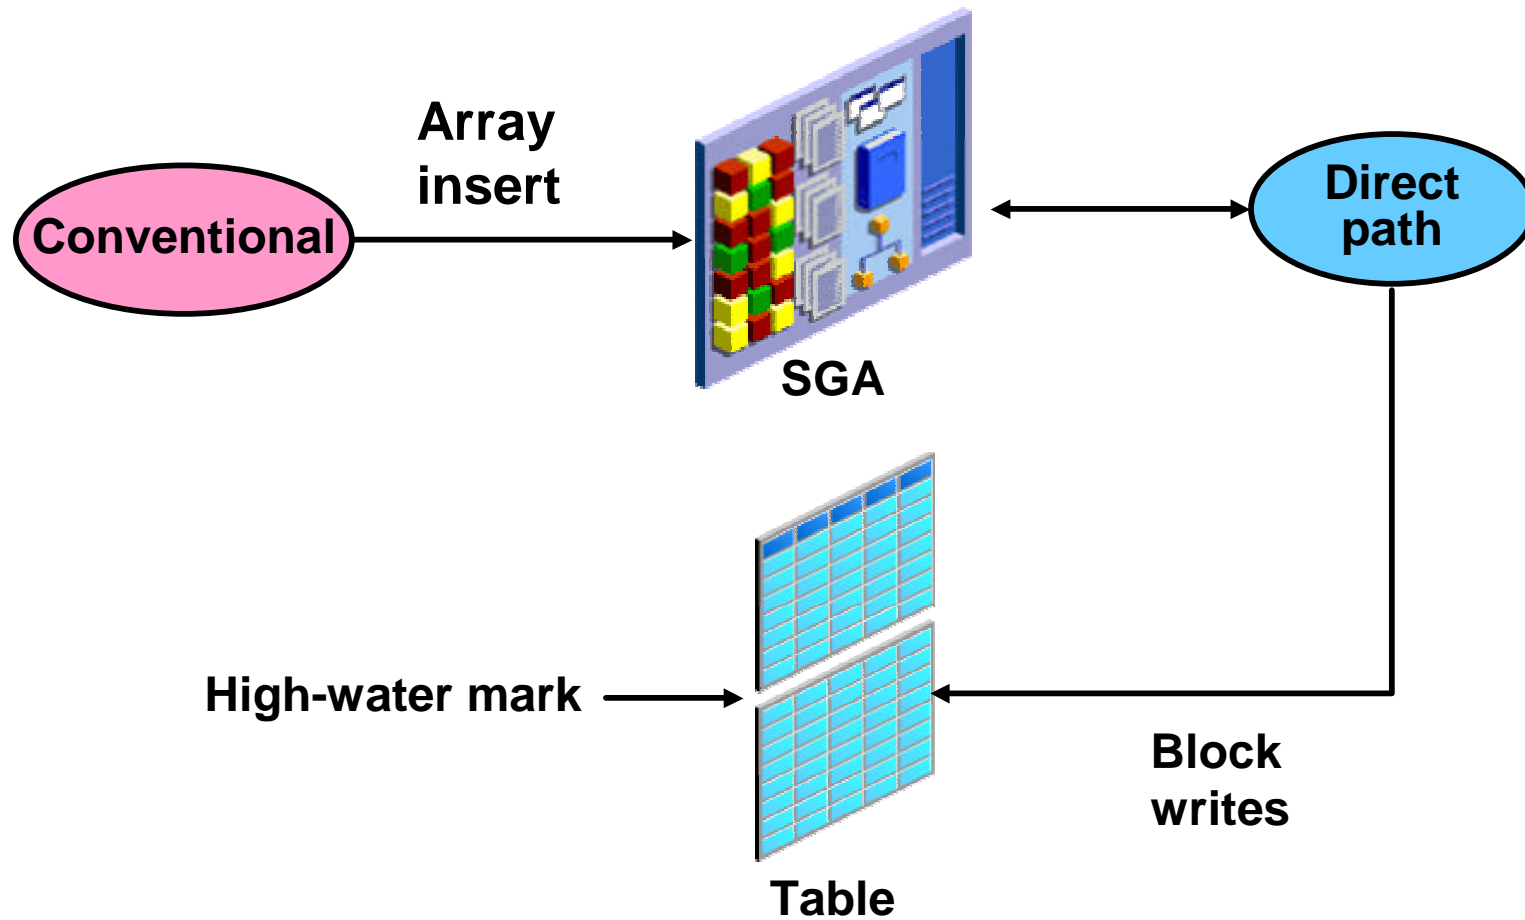 Array
insert
Conventional
Direct
path
SGA
High-water mark
Block
writes
Table